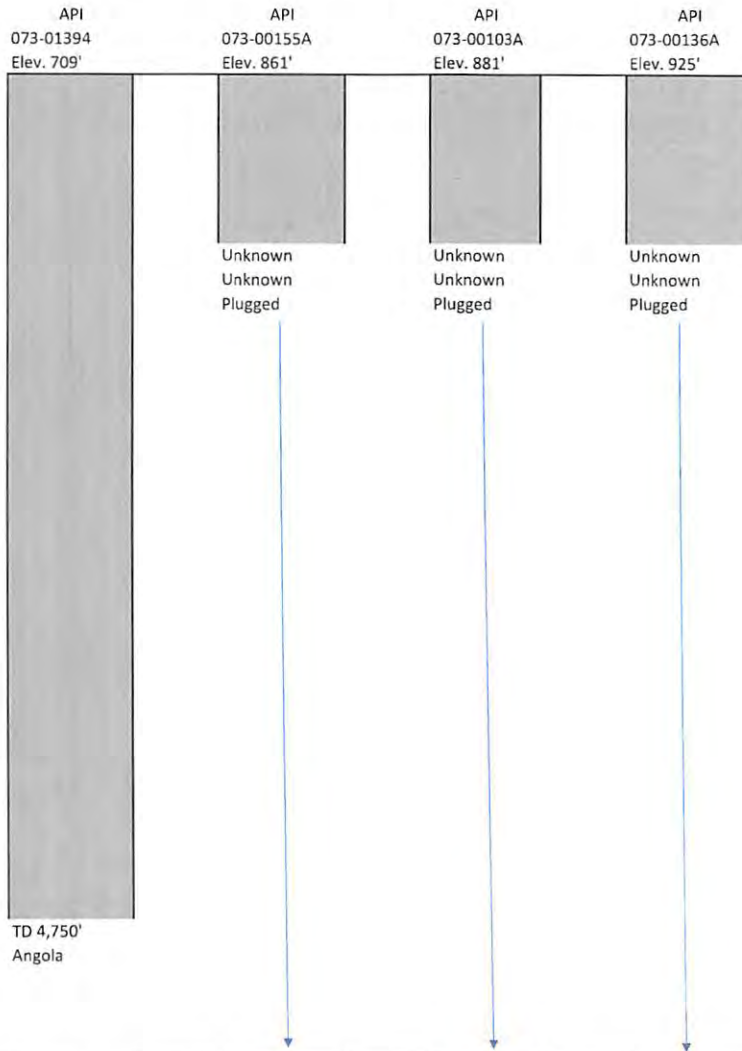 API
073-01394
Elev. 709'
API
073-00155A
Elev. 861'
API
073-00103A
Elev. 881'
API
073-00136A
Elev. 925'
Unknown
Unknown
Plugged
Unknown
Unknown
Plugged
Unknown
Unknown
Plugged
TD 4,750'
Angola